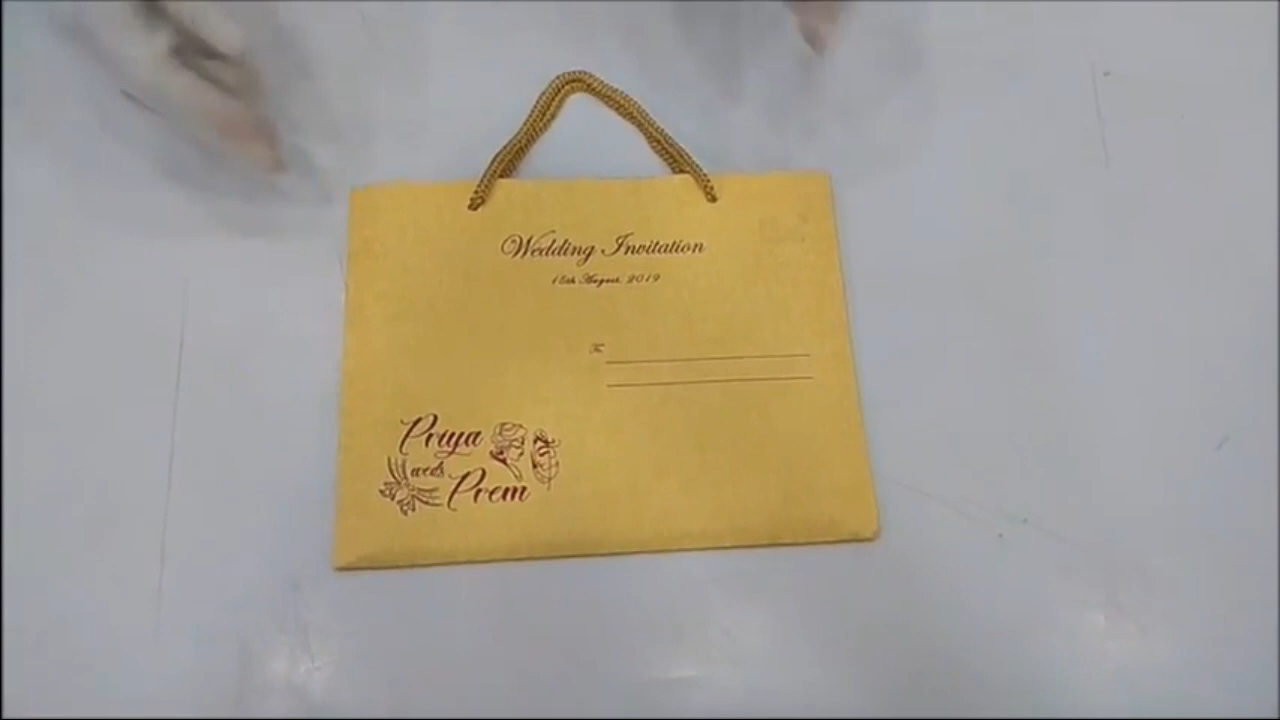 Wedding Invitation
15th August, 2019
To,
Priya
weds
Prem